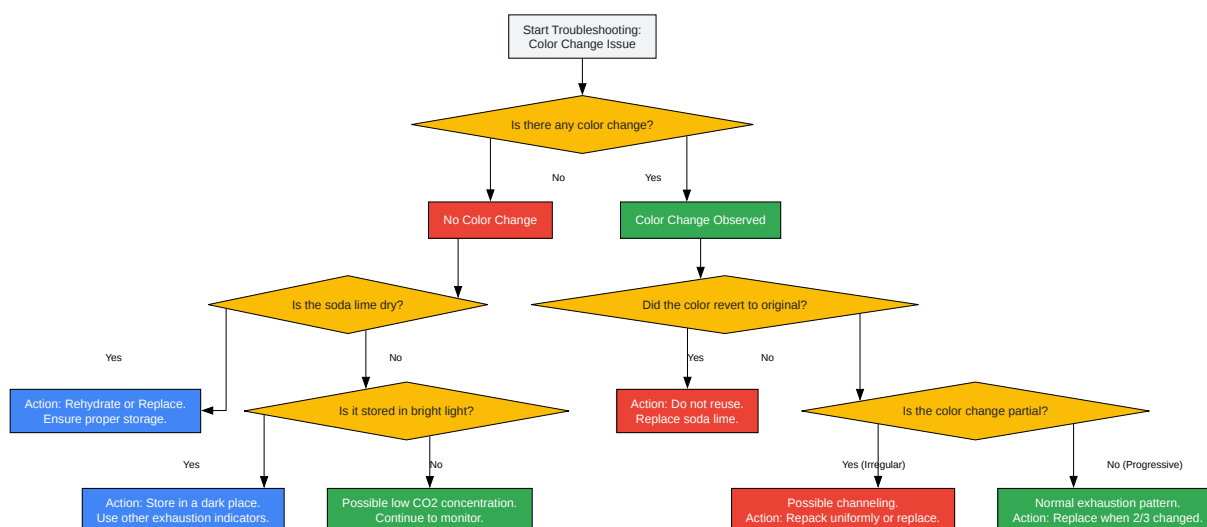 Start Troubleshooting:
Color Change Issue
Is there any color change?
No
Yes
No Color Change
Color Change Observed
Is the soda lime dry?
Did the color revert to original?
Yes
No
Yes
No
Action: Rehydrate or Replace.
Ensure proper storage.
Is it stored in bright light?
Action: Do not reuse.
Replace soda lime.
Is the color change partial?
Yes
No
Yes (Irregular)
No (Progressive)
Action: Store in a dark place.
Use other exhaustion indicators.
Possible low CO2 concentration.
Continue to monitor.
Possible channeling.
Action: Repack uniformly or replace.
Normal exhaustion pattern.
Action: Replace when 2/3 changed.